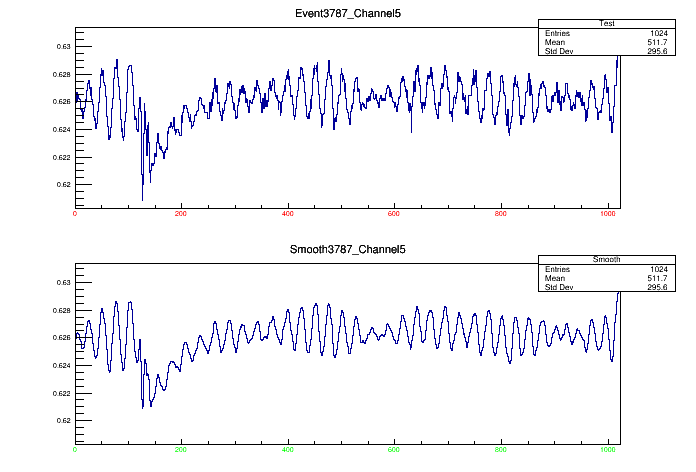 Event3787_Channel5
Test
Entries 1024
Mean 511.7
Std Dev 295.6
0.63
0.628
0.626
0.624
0.622
0.62
0 200 400 600 800 1000
Smooth3787_Channel5
Smooth
Entries 1024
Mean 511.7
Std Dev 295.6
0.63
0.628
0.626
0.624
0.622
0.62
0 200 400 600 800 1000